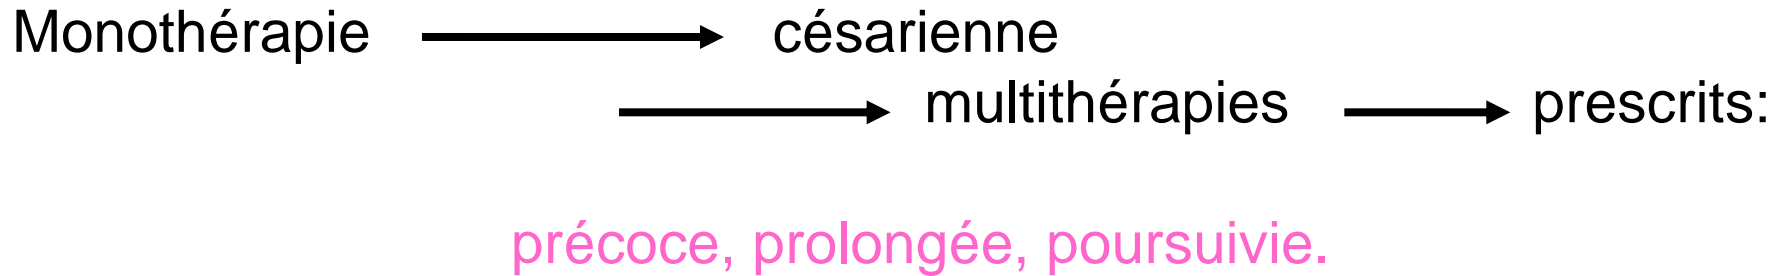 Monothérapie césarienne
multithérapies prescrits:
précoce, prolongée, poursuivie.